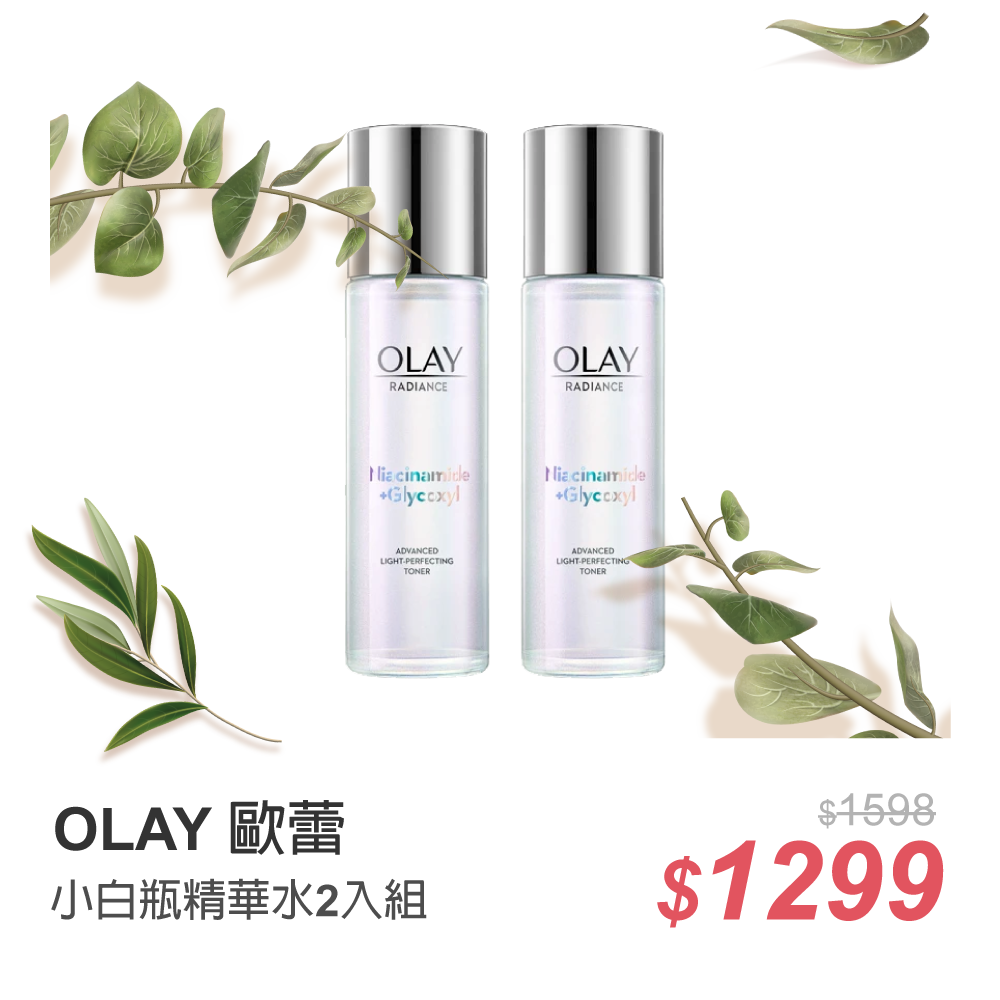 OLAY
RADIANCE
Niacinamide
+Glycoxyl
ADVANCED
LIGHT-PERFECTING
TONER
OLAY
RADIANCE
Niacinamide
+Glycoxyl
ADVANCED
LIGHT-PERFECTING
TONER
OLAY 歐蕾
小白瓶精華水2入組
$1598
$1299